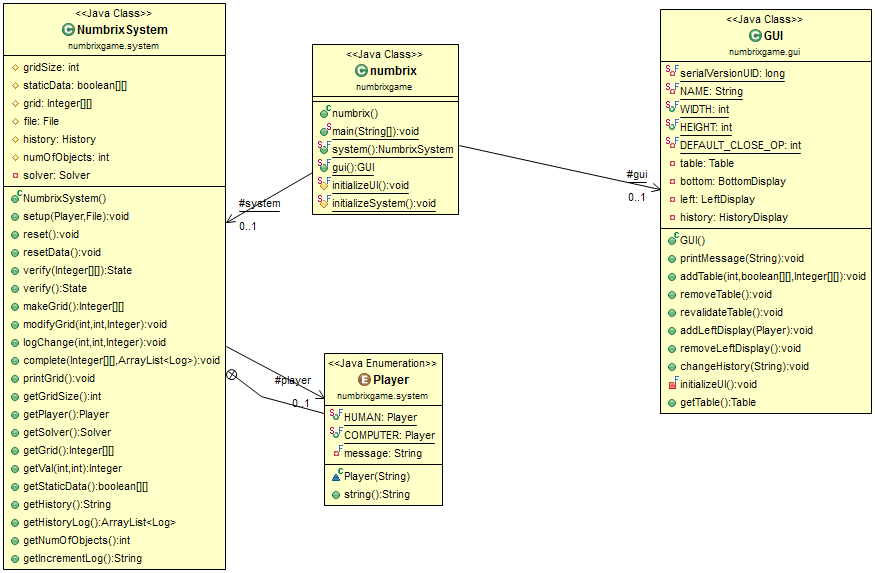 <<Java Class>>
NumbrixSystem
numbrixgame.system
gridSize: int
staticData: boolean[][]
grid: Integer[][]
file: File
history: History
numOfObjects: int
solver: Solver
NumbrixSystem()
setup(Player,File):void
reset():void
resetData():void
verify(Integer[][]):State
verify():State
makeGrid():Integer[][]
modifyGrid(int,int,Integer):void
logChange(int,int,Integer):void
complete(Integer[][],ArrayList<Log>):void
printGrid():void
getGridSize():int
getPlayer():Player
getSolver():Solver
getGrid():Integer[][]
getVal(int,int):Integer
getStaticData():boolean[][]
getHistory():String
getHistoryLog():ArrayList<Log>
getNumOfObjects():int
getIncrementLog():String
#system
0..1
<<Java Class>>
numbrix
numbrixgame
numbrix()
main(String[]):void
system():NumbrixSystem
gui():GUI
initializeUI():void
initializeSystem():void
#player
0..1
<<Java Enumeration>>
Player
numbrixgame.system
HUMAN: Player
COMPUTER: Player
message: String
Player(String)
string():String
#gui
0..1
<<Java Class>>
GUI
numbrixgame.gui
serialVersionUID: long
NAME: String
WIDTH: int
HEIGHT: int
DEFAULT_CLOSE_OP: int
table: Table
bottom: BottomDisplay
left: LeftDisplay
history: HistoryDisplay
GUI()
printMessage(String):void
addTable(int,boolean[][],Integer[][]):void
removeTable():void
revalidateTable():void
addLeftDisplay(Player):void
removeLeftDisplay():void
changeHistory(String):void
initializeUI():void
getTable():Table